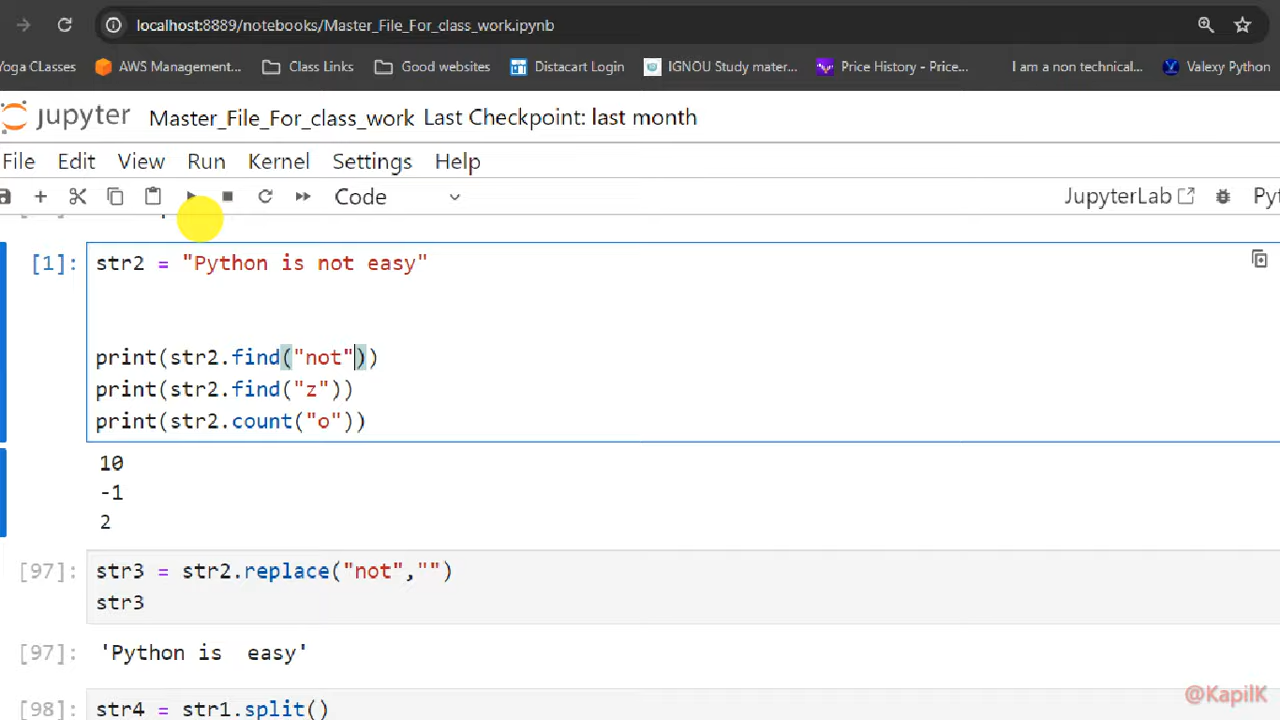 localhost:8889/notebooks/Master_File_For_class_work.ipynb
Yoga CLasses AWS Management... Class Links Good websites Distacart Login IGNOU Study mater... Price History - Price... I am a non technical... Valexy Python
jupyter Master_File_For_class_work Last Checkpoint: last month
File Edit View Run Kernel Settings Help
Code JupyterLab Pyt
[1]: str2 = "Python is not easy"
print(str2.find("not"))
print(str2.find("z"))
print(str2.count("o"))
10
-1
2
[97]: str3 = str2.replace("not","")
str3
[97]: 'Python is  easy'
[98]: str4 = str1.split()
@KapilK